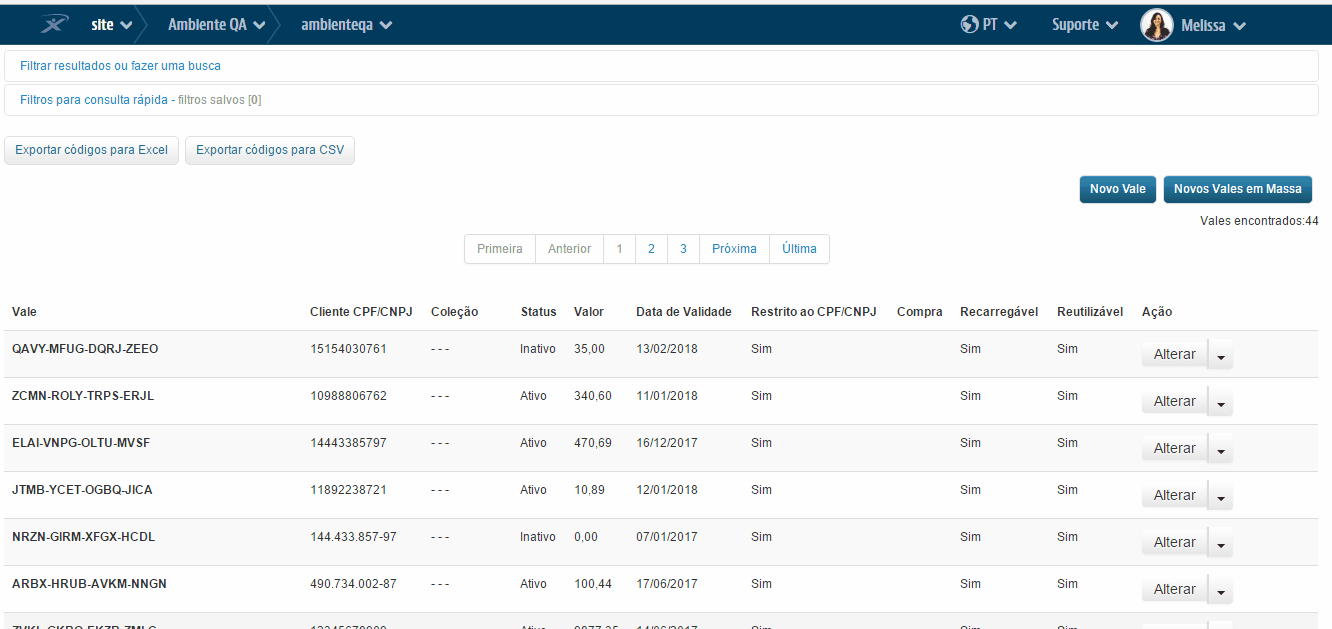 site Ambiente QA ambienteqa PT Suporte Melissa
Filtrar resultados ou fazer uma busca
Filtros para consulta rápida - filtros salvos [0]
Exportar códigos para Excel Exportar códigos para CSV
Novo Vale Novos Vales em Massa
Vales encontrados:44
Primeira Anterior 1 2 3 Próxima Última
Vale Cliente CPF/CNPJ Coleção Status Valor Data de Validade Restrito ao CPF/CNPJ Compra Recarregável Reutilizável Ação
QAVY-MFUG-DQRJ-ZEEO 15154030761 - - - Inativo 35,00 13/02/2018 Sim Sim Sim Alterar
ZCMN-ROLY-TRPS-ERJL 10988806762 - - - Ativo 340,60 11/01/2018 Sim Sim Sim Alterar
ELAI-VNPG-OLTU-MVSF 14443385797 - - - Ativo 470,69 16/12/2017 Sim Sim Sim Alterar
JTMB-YCET-OGBQ-JICA 11892238721 - - - Ativo 10,89 12/01/2018 Sim Sim Sim Alterar
NRZN-GIRM-XFGX-HCDL 144.433.857-97 - - - Inativo 0,00 07/01/2017 Sim Sim Sim Alterar
ARBX-HRUB-AVKM-NNGN 490.734.002-87 - - - Ativo 100,44 17/06/2017 Sim Sim Sim Alterar
Ativo Sim Sim Sim